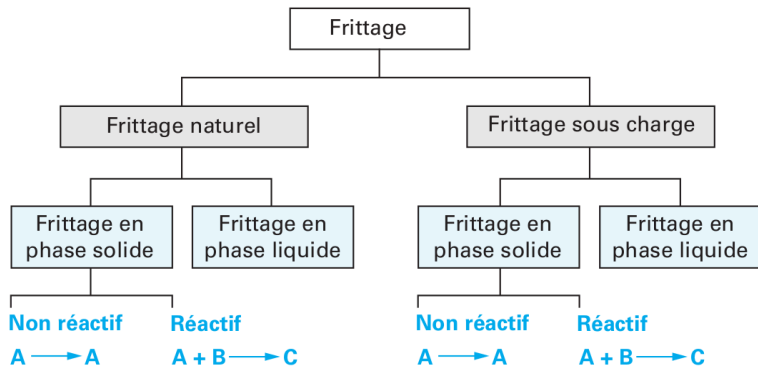 Frittage
Frittage naturel
Frittage sous charge
Frittage en
phase solide
Frittage en
phase liquide
Frittage en
phase solide
Frittage en
phase liquide
Non réactif
Réactif
Non réactif
Réactif
A ⟶ A
A + B ⟶ C
A ⟶ A
A + B ⟶ C